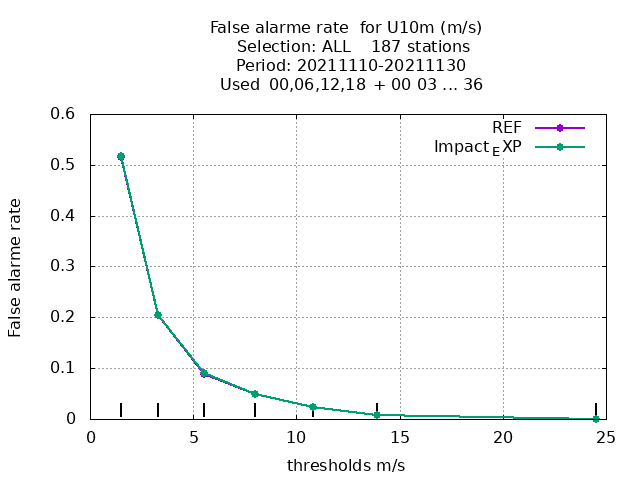 False alarme rate  for U10m (m/s)
Selection: ALL    187 stations
Period: 20211110-20211130
Used  00,06,12,18  + 00 03 ... 36
REF
Impact_EXP
False alarme rate
0.6
0.5
0.4
0.3
0.2
0.1
0
0 5 10 15 20 25
thresholds m/s